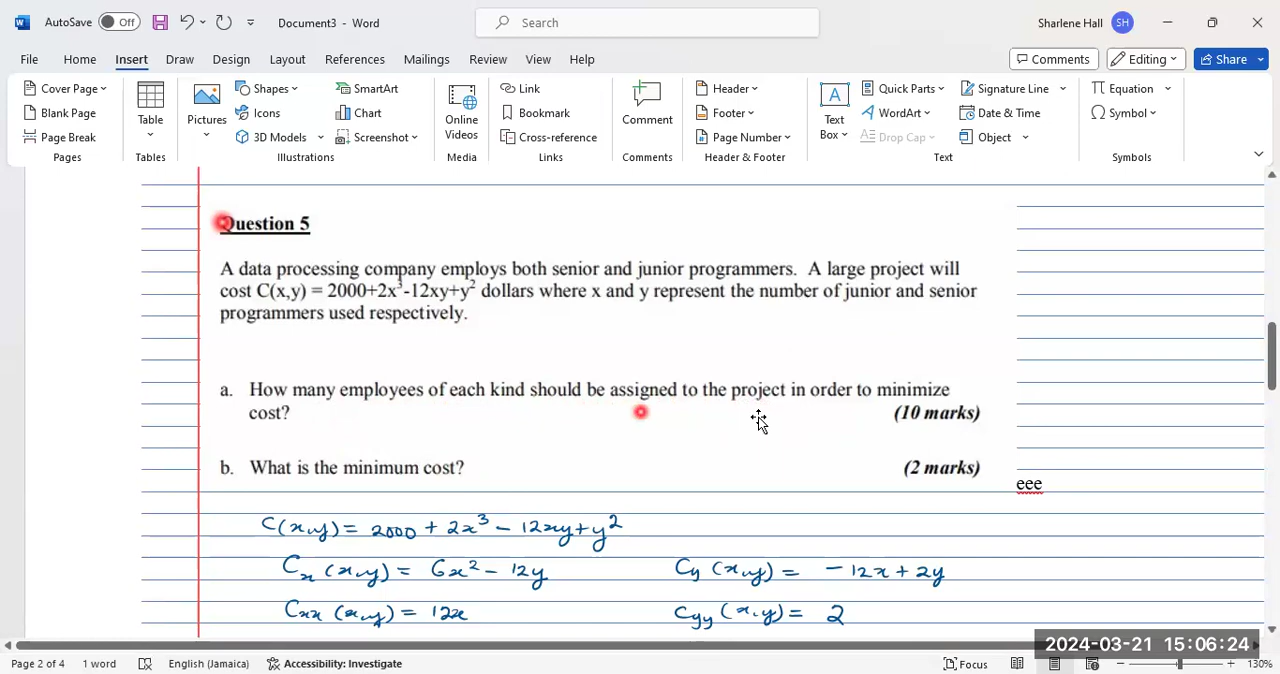 AutoSave Off Document3 - Word Search Sharlene Hall SH
File Home Insert Draw Design Layout References Mailings Review View Help Comments Editing Share
Cover Page
Blank Page
Page Break
Pages
Table
Tables
Pictures
Shapes
Icons
3D Models
SmartArt
Chart
Screenshot
Illustrations
Online
Videos
Media
Link
Bookmark
Cross-reference
Links
Comment
Comments
Header
Footer
Page Number
Header & Footer
Text
Box
Quick Parts
WordArt
Drop Cap
Signature Line
Date & Time
Object
Text
Equation
Symbol
Symbols
Question 5
A data processing company employs both senior and junior programmers. A large project will
cost C(x,y) = 2000+2x³-12xy+y² dollars where x and y represent the number of junior and senior
programmers used respectively.
a. How many employees of each kind should be assigned to the project in order to minimize
cost? (10 marks)
b. What is the minimum cost? (2 marks)
eee
C(x,y) = 2000 + 2x³ - 12xy + y²
Cx (x,y) = 6x² - 12y Cy (x,y) = -12x + 2y
Cxx (x,y) = 12x Cyy (x,y) = 2
2024-03-21 15:06:24
Page 2 of 4 1 word English (Jamaica) Accessibility: Investigate Focus 130%